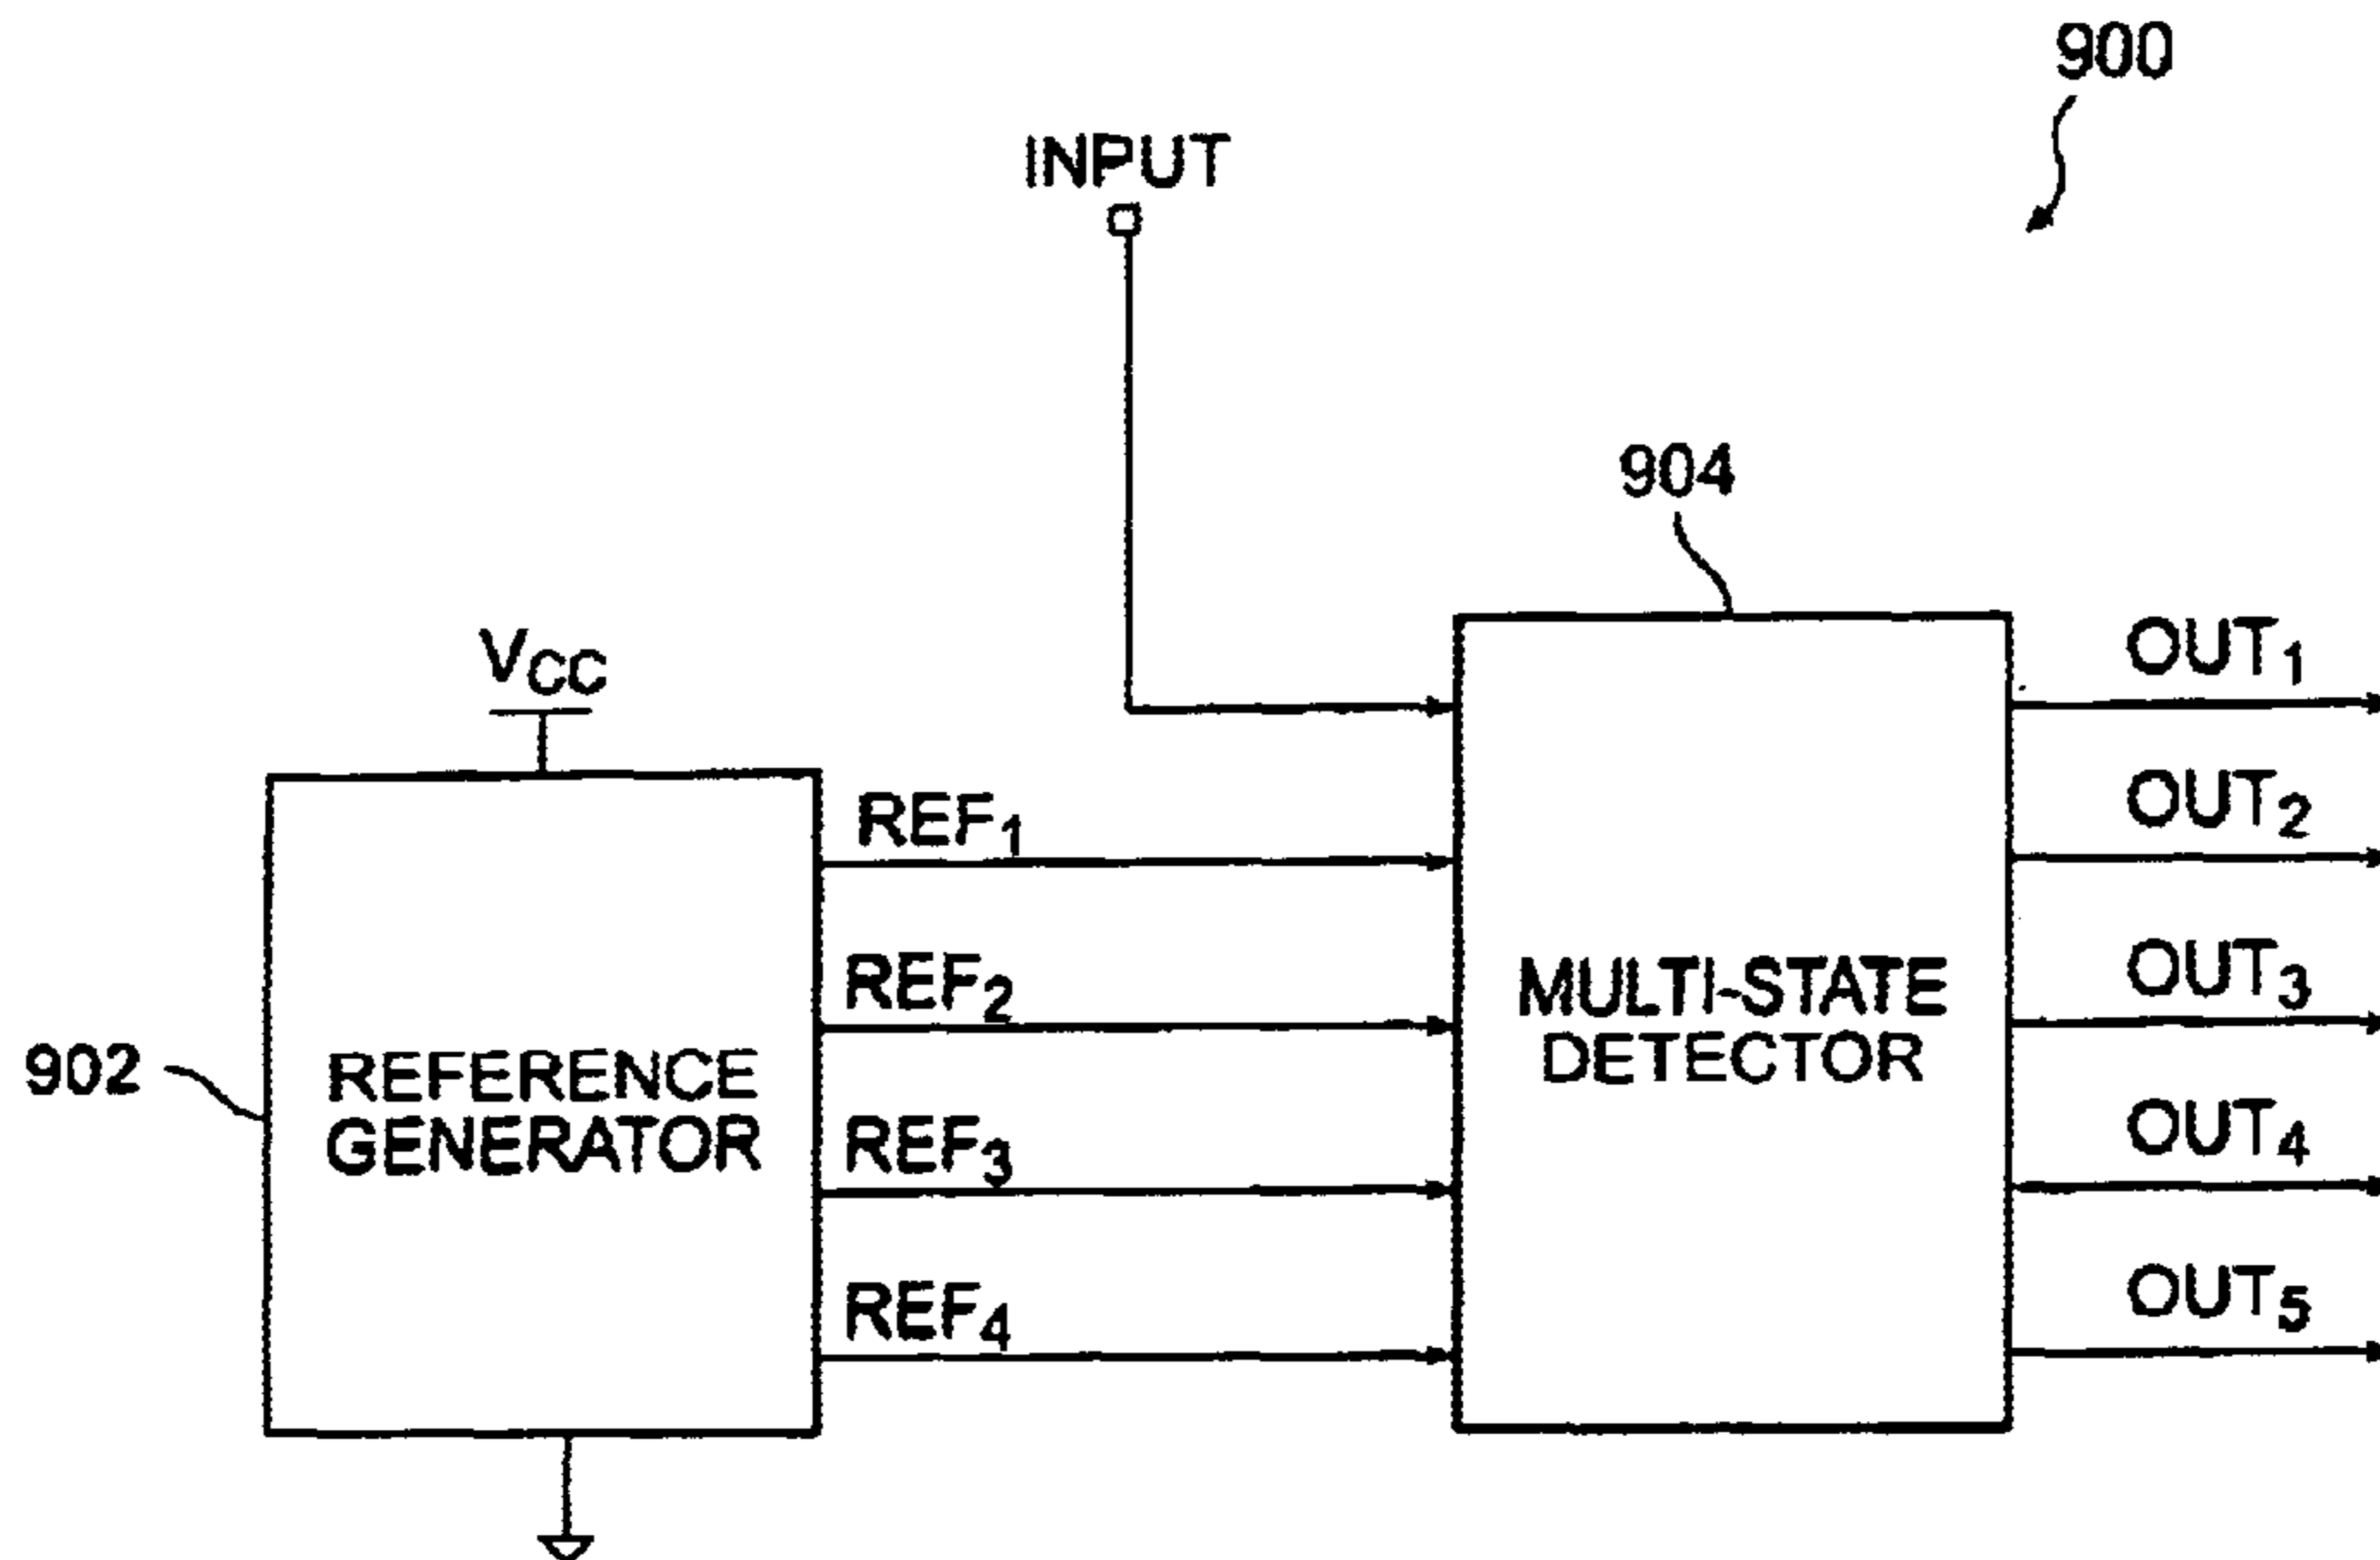 900
INPUT
904
VCC
OUT1
OUT2
REF1
REF2
OUT3
MULTI-STATE
DETECTOR
902
REFERENCE
GENERATOR
REF3
OUT4
REF4
OUT5